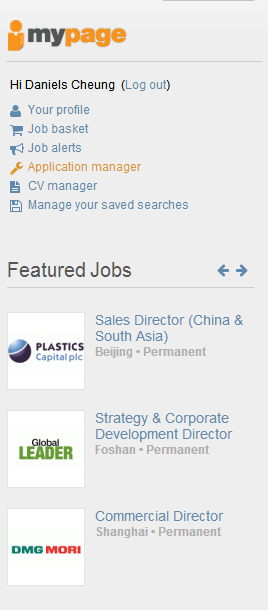 mypage
Hi Daniels Cheung (Log out)
Your profile
Job basket
Job alerts
Application manager
CV manager
Manage your saved searches
Featured Jobs
PLASTICS
Capital plc
Sales Director (China &
South Asia)
Beijing • Permanent
Global
LEADER
Strategy & Corporate
Development Director
Foshan • Permanent
DMG MORI
Commercial Director
Shanghai • Permanent